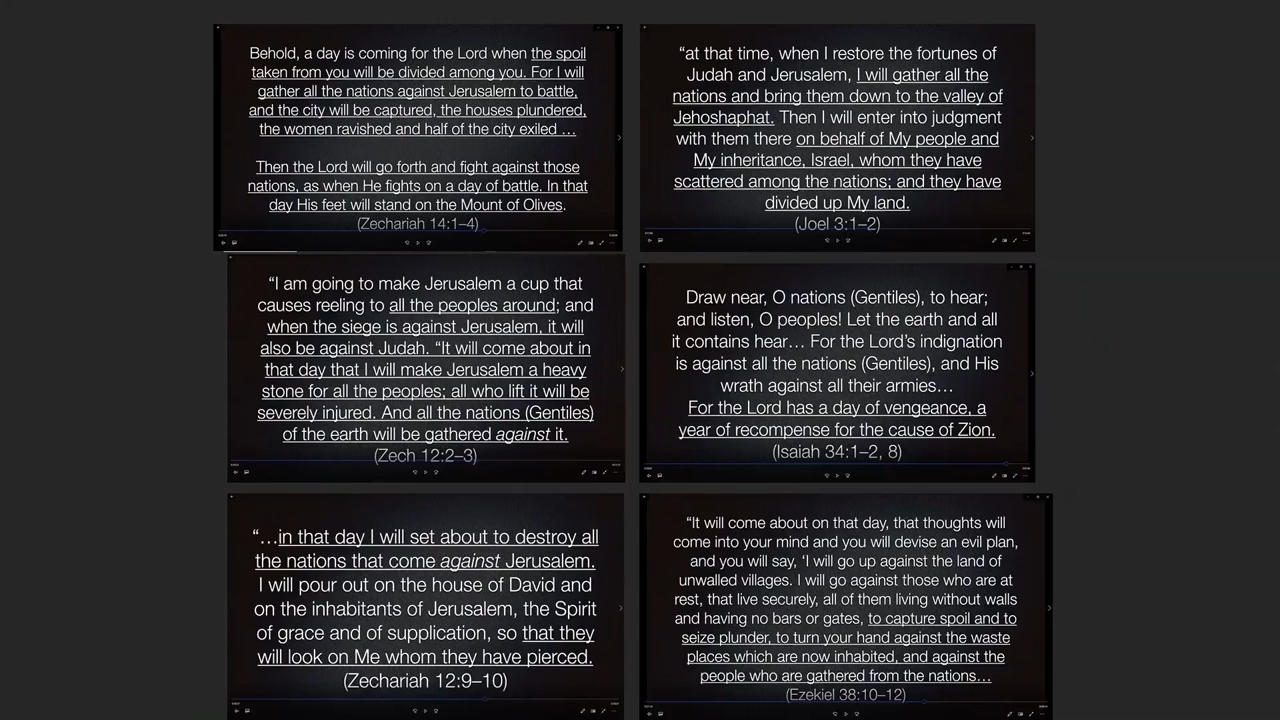 Behold, a day is coming for the Lord when the spoil
taken from you will be divided among you. For I will
gather all the nations against Jerusalem to battle,
and the city will be captured, the houses plundered,
the women ravished and half of the city exiled …
Then the Lord will go forth and fight against those
nations, as when He fights on a day of battle. In that
day His feet will stand on the Mount of Olives.
(Zechariah 14:1–4)
“at that time, when I restore the fortunes of
Judah and Jerusalem, I will gather all the
nations and bring them down to the valley of
Jehoshaphat. Then I will enter into judgment
with them there on behalf of My people and
My inheritance, Israel, whom they have
scattered among the nations; and they have
divided up My land.
(Joel 3:1–2)
“I am going to make Jerusalem a cup that
causes reeling to all the peoples around; and
when the siege is against Jerusalem, it will
also be against Judah. “It will come about in
that day that I will make Jerusalem a heavy
stone for all the peoples; all who lift it will be
severely injured. And all the nations (Gentiles)
of the earth will be gathered against it.
(Zech 12:2–3)
Draw near, O nations (Gentiles), to hear;
and listen, O peoples! Let the earth and all
it contains hear… For the Lord’s indignation
is against all the nations (Gentiles), and His
wrath against all their armies…
For the Lord has a day of vengeance, a
year of recompense for the cause of Zion.
(Isaiah 34:1–2, 8)
“…in that day I will set about to destroy all
the nations that come against Jerusalem.
I will pour out on the house of David and
on the inhabitants of Jerusalem, the Spirit
of grace and of supplication, so that they
will look on Me whom they have pierced.
(Zechariah 12:9–10)
“It will come about on that day, that thoughts will
come into your mind and you will devise an evil plan,
and you will say, ‘I will go up against the land of
unwalled villages. I will go against those who are at
rest, that live securely, all of them living without walls
and having no bars or gates, to capture spoil and to
seize plunder, to turn your hand against the waste
places which are now inhabited, and against the
people who are gathered from the nations…
(Ezekiel 38:10–12)